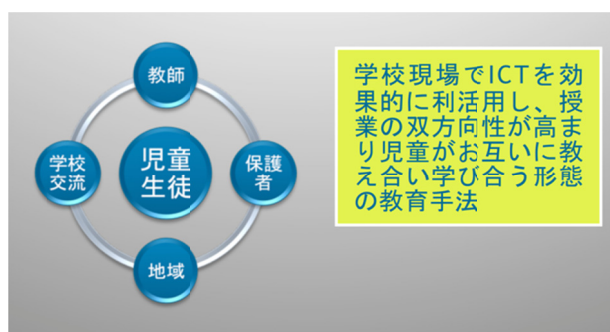 教師
学校
交流
児童
生徒
保護
者
地域
学校現場でICTを効
果的に利活用し、授
業の双方向性が高ま
り児童がお互いに教
え合い学び合う形態
の教育手法